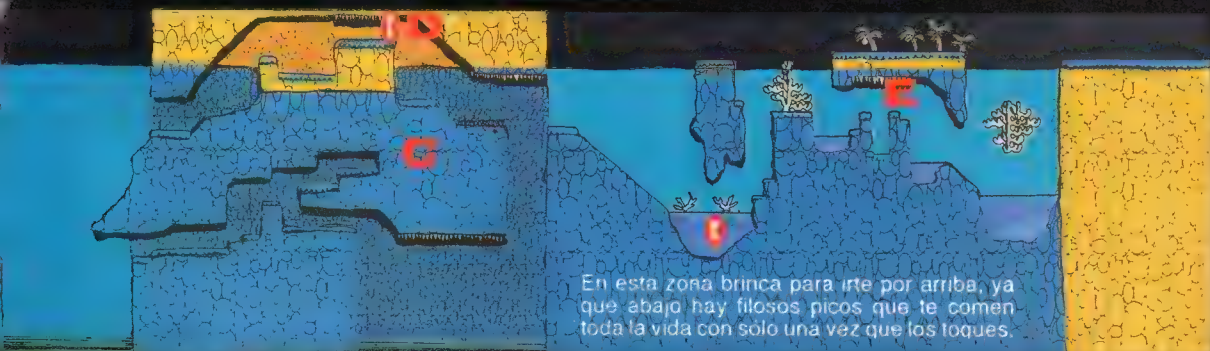 D
E
G
En esta zona brinca para irte por arriba, ya
que abajo hay filosos picos que te comen
toda la vida con sólo una vez que los toques.